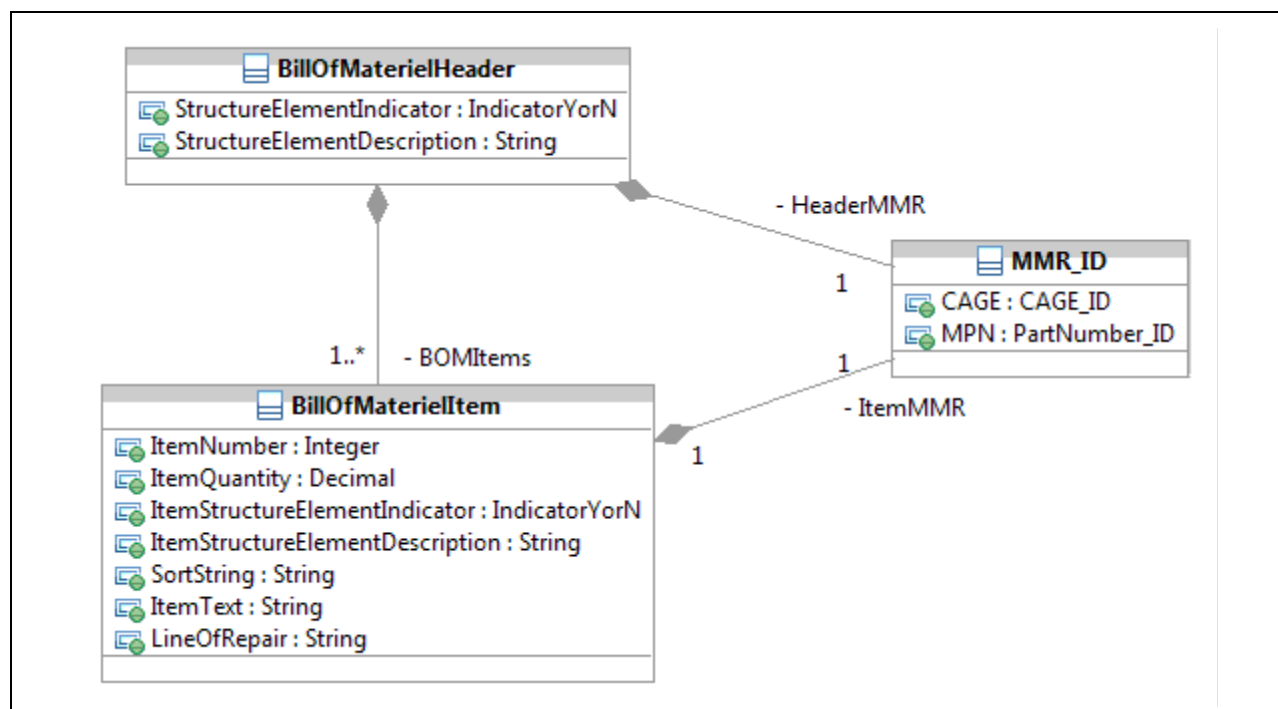 BillOfMaterielHeader
StructureElementIndicator : IndicatorYorN
StructureElementDescription : String
- HeaderMMR
1
MMR_ID
CAGE : CAGE_ID
MPN : PartNumber_ID
1..*
- BOMItems
1
- ItemMMR
1
BillOfMaterielItem
ItemNumber : Integer
ItemQuantity : Decimal
ItemStructureElementIndicator : IndicatorYorN
ItemStructureElementDescription : String
SortString : String
ItemText : String
LineOfRepair : String